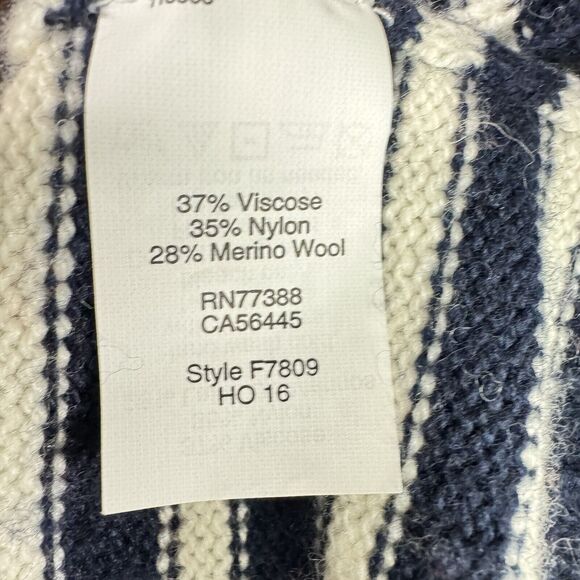 37% Viscose
35% Nylon
28% Merino Wool
RN77388
CA56445
Style F7809
HO 16